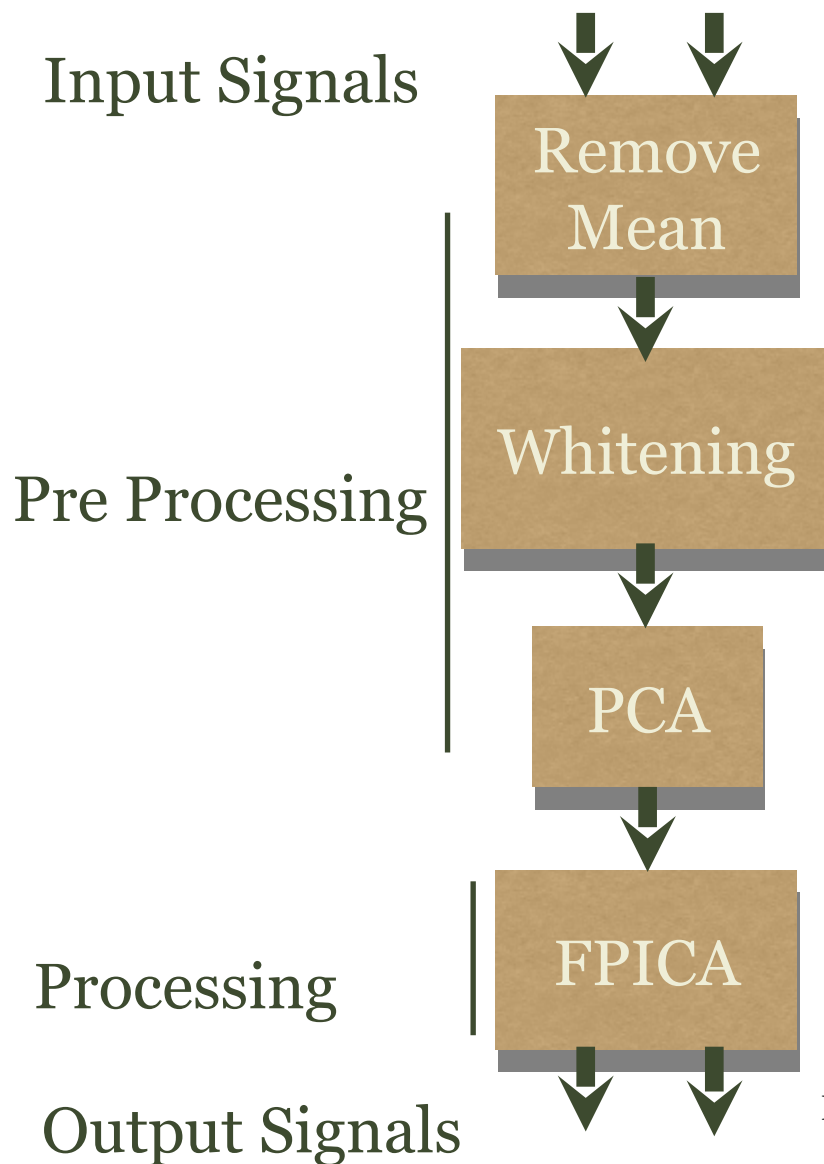 Input Signals
Remove
Mean
Whitening
Pre Processing
PCA
FPICA
Processing
Output Signals